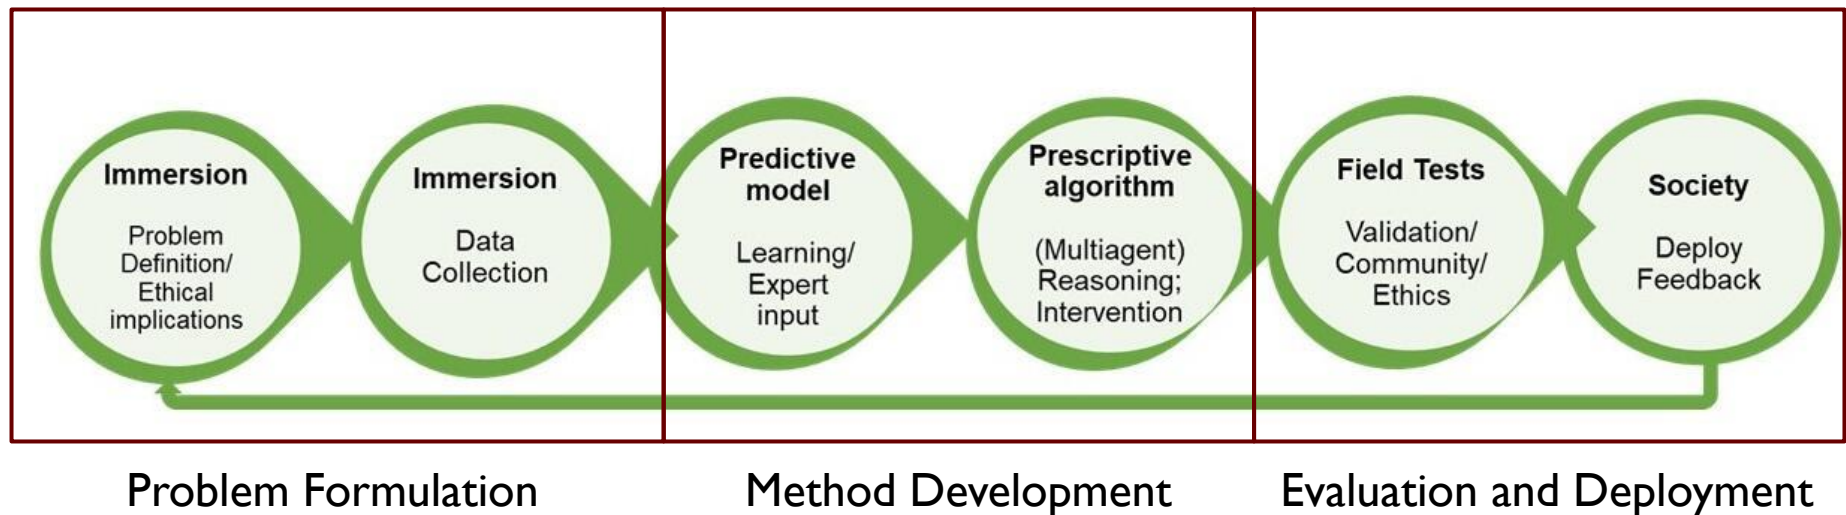 Immersion
Problem
Definition/
Ethical
implications
Immersion
Data
Collection
Predictive
model
Learning/
Expert
input
Prescriptive
algorithm
(Multiagent)
Reasoning;
Intervention
Field Tests
Validation/
Community/
Ethics
Society
Deploy
Feedback
Problem Formulation
Method Development
Evaluation and Deployment